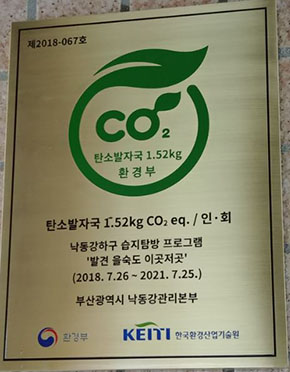 제2018-067호
CO2
탄소발자국 1.52kg
환경부
탄소발자국 1.52kg CO₂ eq. / 인·회
낙동강하구 습지탐방 프로그램
'발견 을숙도 이곳저곳'
(2018. 7.26 ~ 2021. 7.25.)
부산광역시 낙동강관리본부
환경부 KEITI 한국환경산업기술원